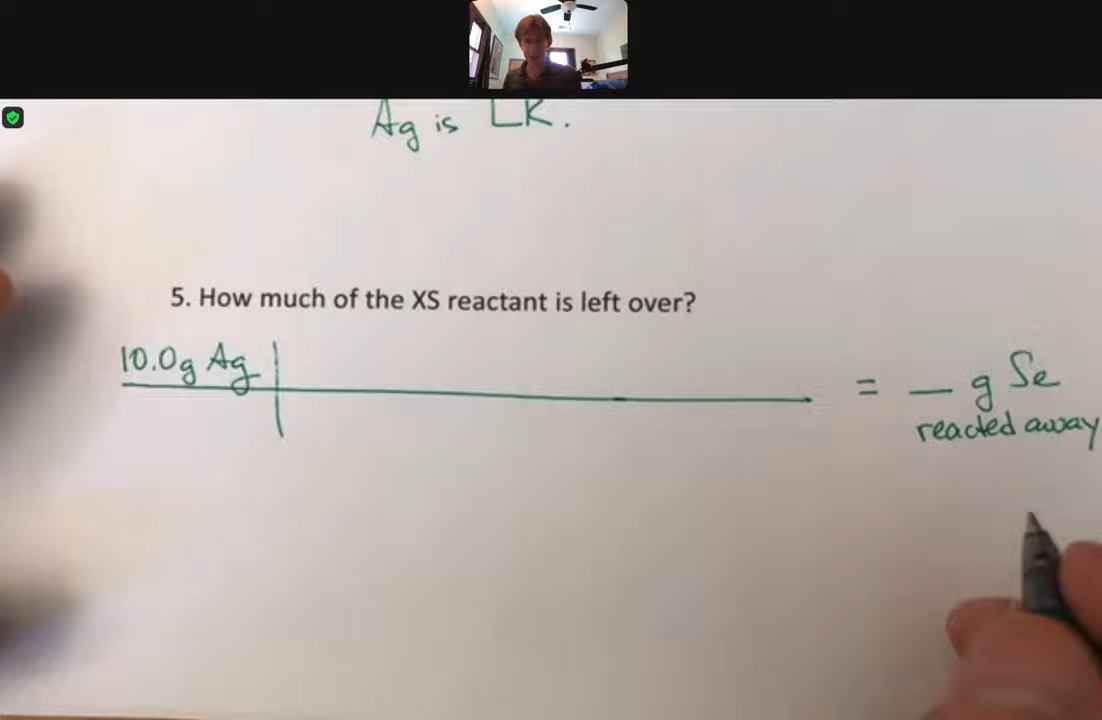 Ag is LR.
5. How much of the XS reactant is left over?
10.0g Ag = _ g Se
reacted away